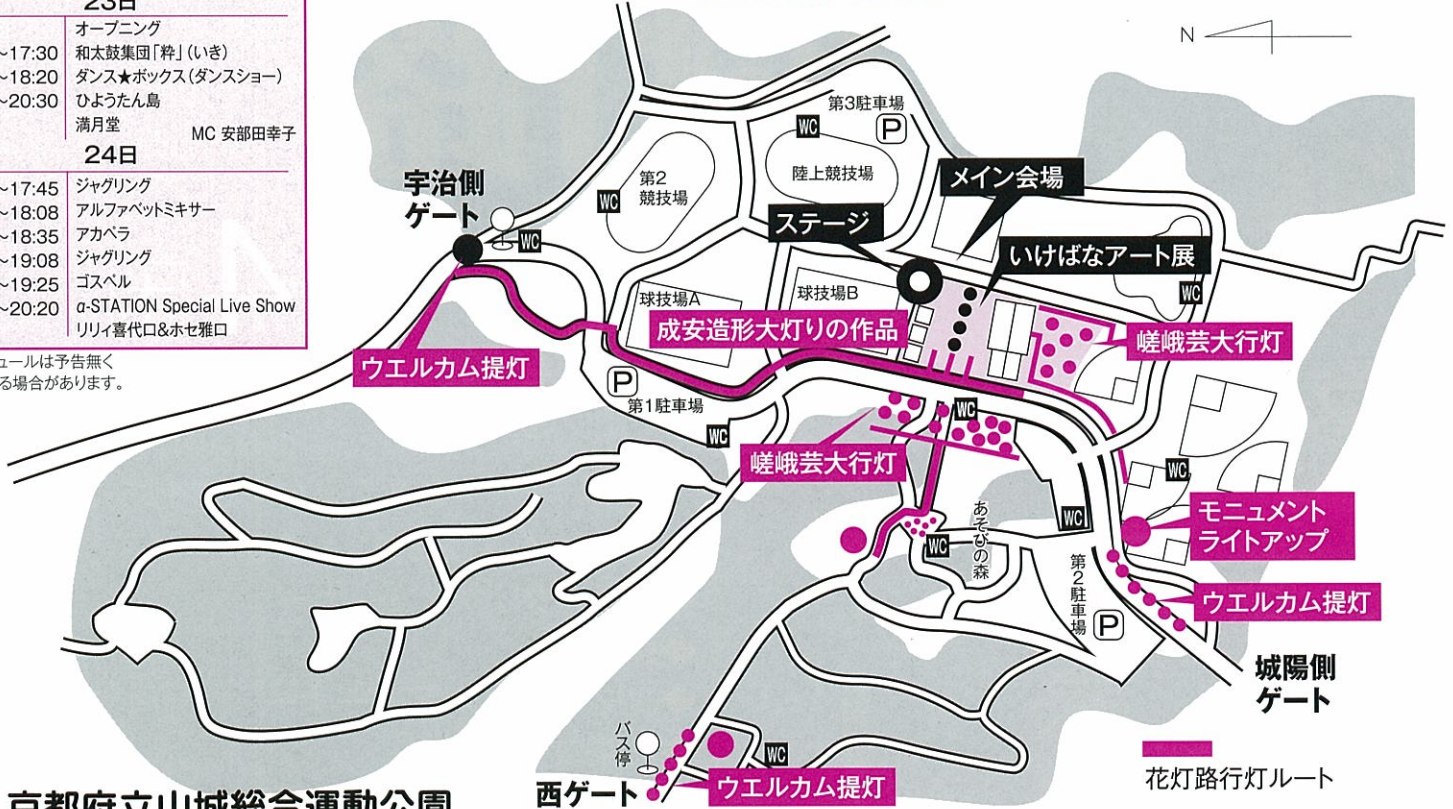 23日
オープニング
~17:30 和太鼓集団「粋」(いき)
~18:20 ダンス★ボックス(ダンスショー)
~20:30 ひようたん島
満月堂 MC 安部田幸子
24日
~17:45 ジャグリング
~18:08 アルファベットミキサー
~18:35 アカペラ
~19:08 ジャグリング
~19:25 ゴスペル
~20:20 α-STATION Special Live Show
リリィ喜代口&ホセ雅口
ュールは予告無く
る場合があります。
N
第3駐車場
WC
P
陸上競技場
メイン会場
宇治側
ゲート
WC
第2
競技場
WC
ステージ
いけばなアート展
WC
球技場A
球技場B
成安造形大灯りの作品
嵯峨芸大行灯
ウエルカム提灯
P
第1駐車場
WC
WC
嵯峨芸大行灯
WC
あそびの森
WC
WC
モニュメント
ライトアップ
第2駐車場
P
ウエルカム提灯
城陽側
ゲート
バス停
WC
西ゲート
ウエルカム提灯
花灯路行灯ルート
京都府立山城総合運動公園